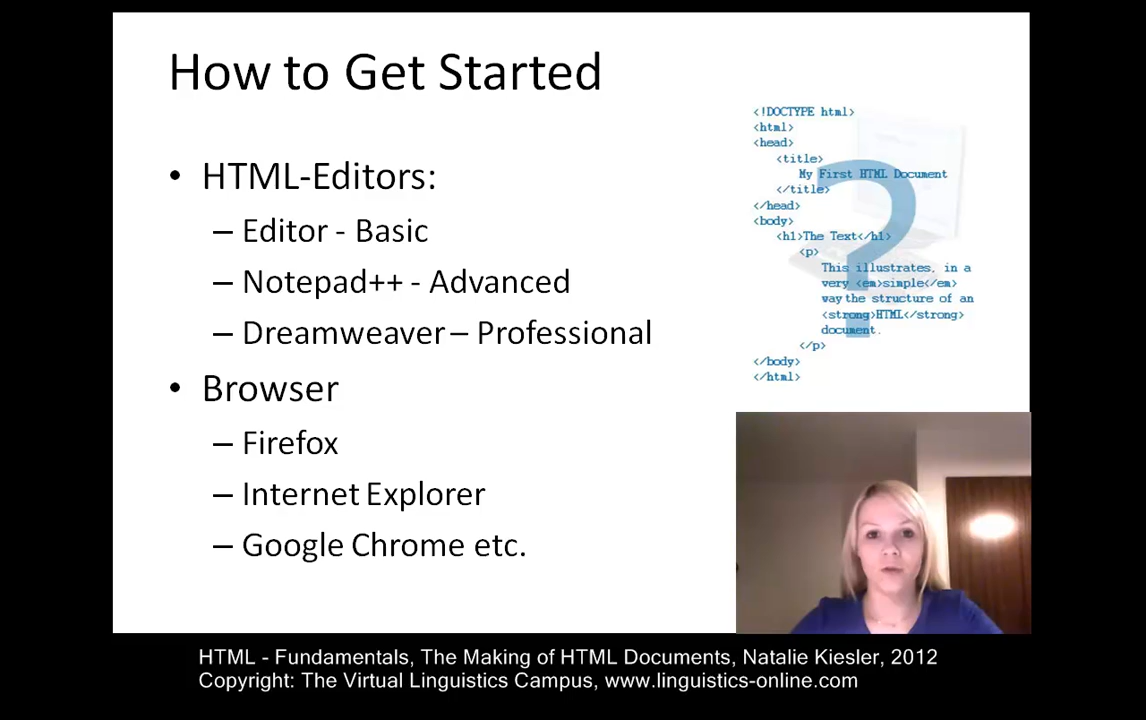 How to Get Started
• HTML-Editors:
– Editor - Basic
– Notepad++ - Advanced
– Dreamweaver – Professional
• Browser
– Firefox
– Internet Explorer
– Google Chrome etc.
<!DOCTYPE html>
<html>
<head>
<title>
My First HTML Document
</title>
</head>
<body>
<h1>The Text</h1>
<p>
This illustrates, in a
very <em>simple</em>
way the structure of an
<strong>HTML</strong>
document.
</p>
</body>
</html>
?
HTML - Fundamentals, The Making of HTML Documents, Natalie Kiesler, 2012
Copyright: The Virtual Linguistics Campus, www.linguistics-online.com